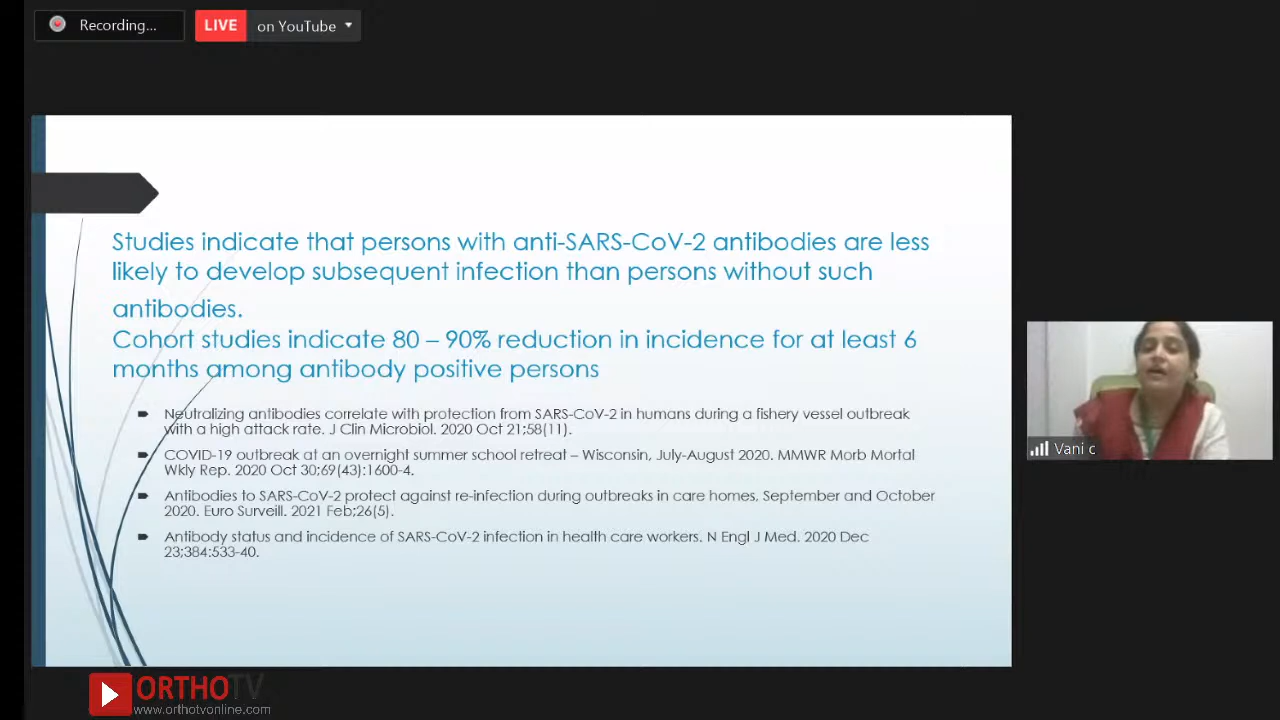 Recording...
LIVE on YouTube
Studies indicate that persons with anti-SARS-CoV-2 antibodies are less
likely to develop subsequent infection than persons without such
antibodies.
Cohort studies indicate 80 – 90% reduction in incidence for at least 6
months among antibody positive persons
Neutralizing antibodies correlate with protection from SARS-CoV-2 in humans during a fishery vessel outbreak
with a high attack rate. J Clin Microbiol. 2020 Oct 21;58(11).
COVID-19 outbreak at an overnight summer school retreat – Wisconsin, July-August 2020. MMWR Morb Mortal
Wkly Rep. 2020 Oct 30;69(43):1600-4.
Antibodies to SARS-CoV-2 protect against re-infection during outbreaks in care homes, September and October
2020. Euro Surveill. 2021 Feb;26(5).
Antibody status and incidence of SARS-CoV-2 infection in health care workers. N Engl J Med. 2020 Dec
23;384:533-40.
Vani c
ORTHOTV
www.orthotvonline.com